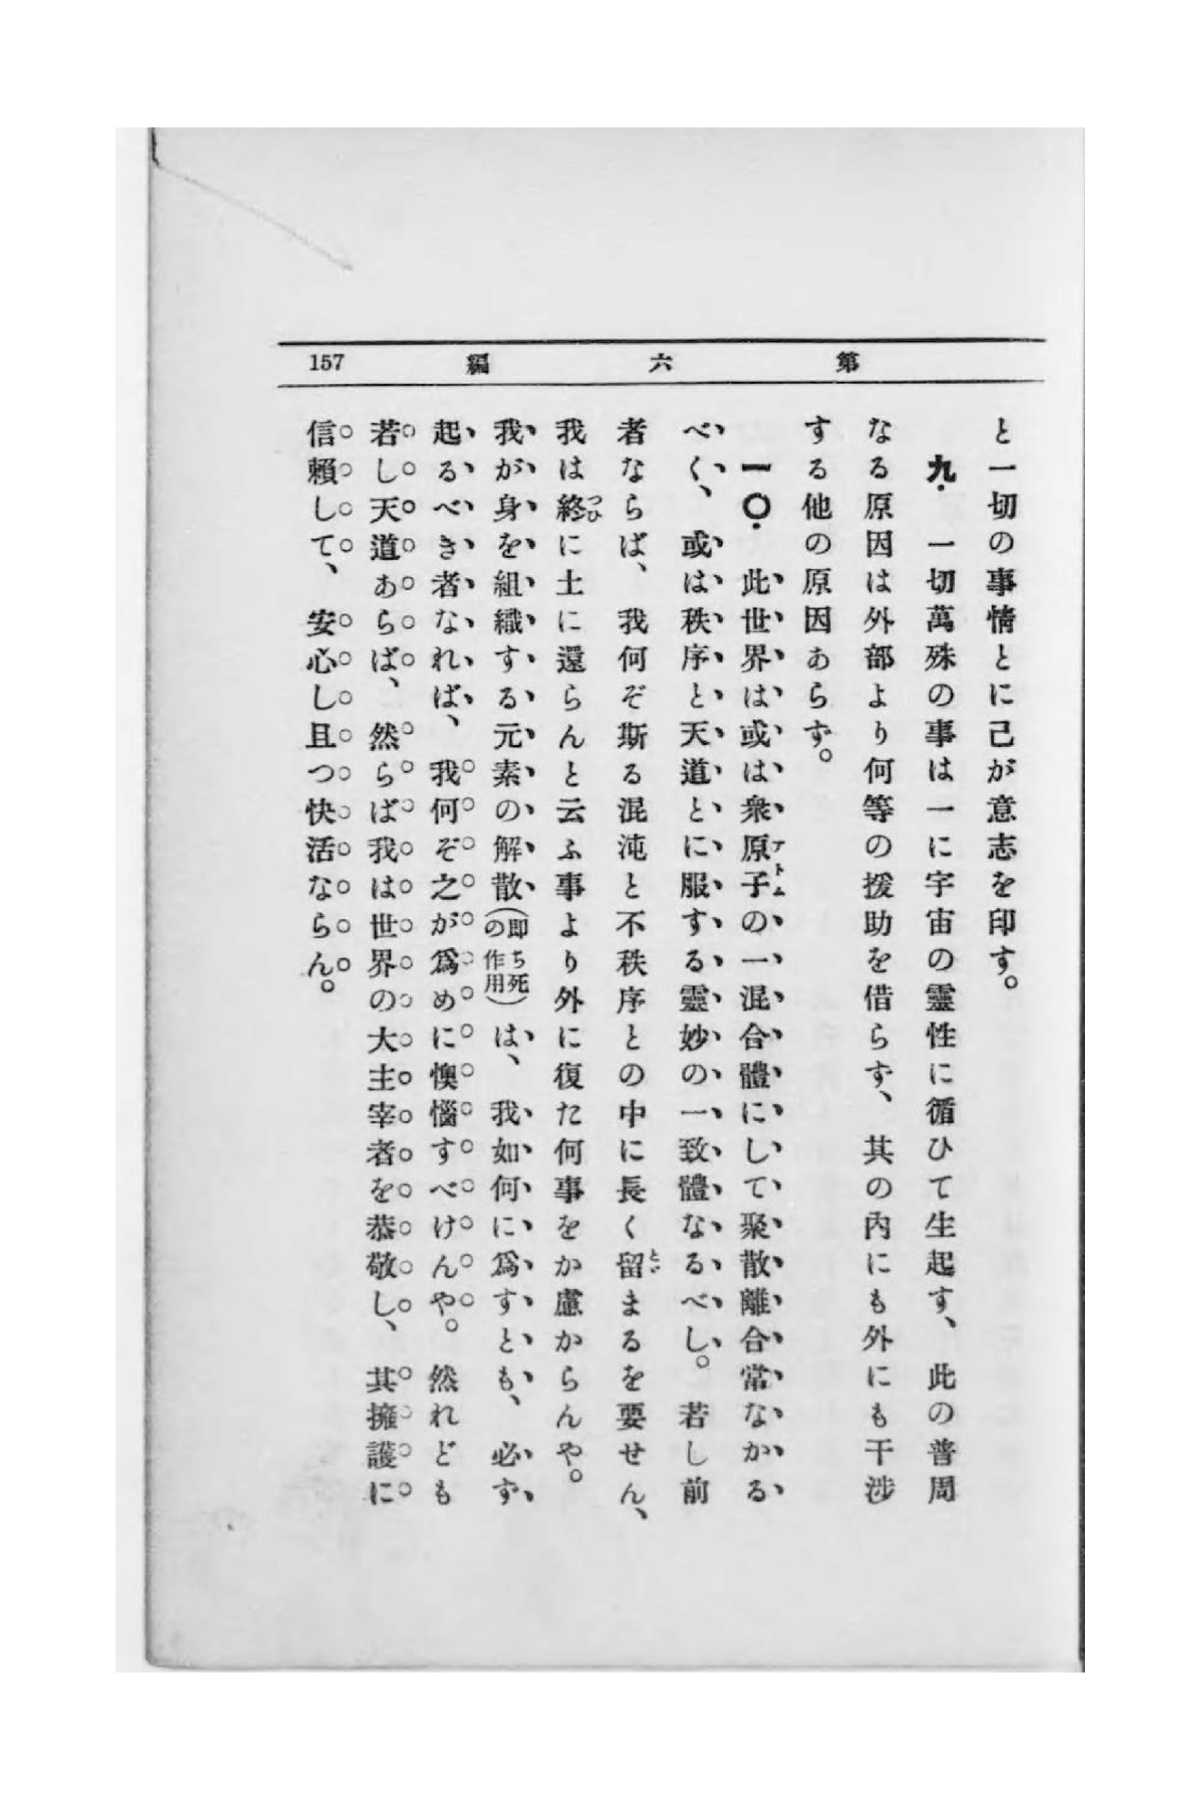 第六編 157
と一切の事情とに己が意志を印す。
九. 一切萬殊の事は一に宇宙の靈性に循ひて生起す、此の普周
なる原因は外部より何等の援助を借らず、其の內にも外にも干涉
する他の原因あらず。
一〇. 此世界は或は衆原子アトムの一混合體にして聚散離合常なかる
べく、或は秩序と天道とに服する靈妙の一致體なるべし。若し前
者ならば、我何ぞ斯る混沌と不秩序との中に長く留とゞまるを要せん、
我は終つひに土に還らんと云ふ事より外に復た何事をか慮からんや。
我が身を組織する元素の解散(卽ち死の作用)は、我如何に爲すとも、必ず
起るべき者なれば、我何ぞ之が爲めに懊惱すべけんや。然れども
若し天道あらば、然らば我は世界の大主宰者を恭敬し、其擁護に
信賴して、安心し且つ快活ならん。